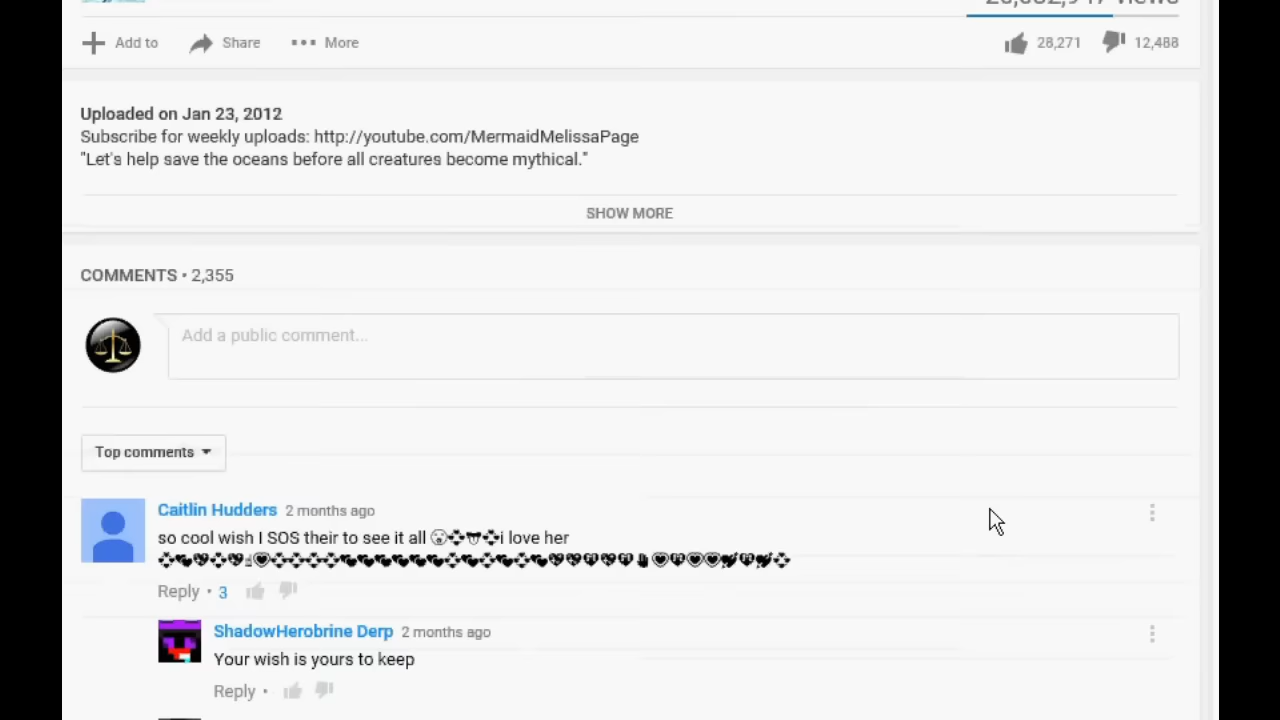 Add to Share More 28,271 12,488
Uploaded on Jan 23, 2012
Subscribe for weekly uploads: http://youtube.com/MermaidMelissaPage
"Let's help save the oceans before all creatures become mythical."
SHOW MORE
COMMENTS • 2,355
Add a public comment...
Top comments
Caitlin Hudders 2 months ago
so cool wish I SOS their to see it all i love her
Reply • 3
ShadowHerobrine Derp 2 months ago
Your wish is yours to keep
Reply •